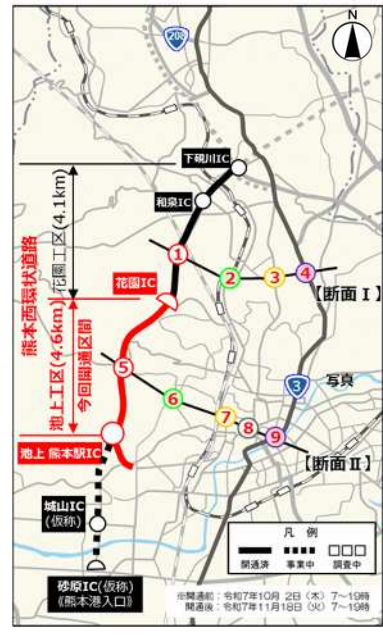 N
208
下硯川IC
和泉IC
花園工区(4.1km)
熊本西環状道路
1
2
3
4
花園IC
【断面Ⅰ】
池上工区(4.6km)
今回開通区間
5
3
写真
6
7
8
9
池上 熊本駅IC
【断面Ⅱ】
城山IC
(仮称)
凡 例
開通済
事業中
調査中
砂原IC(仮称)
《熊本港入口》
※開通前：令和7年10月 2日（木）7～19時
開通後：令和7年11月18日（火）7～19時